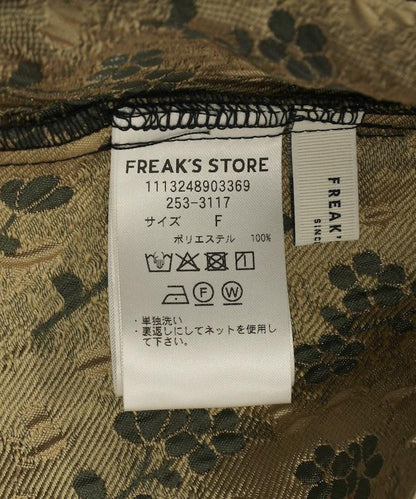 FREAK'S STORE
1113248903369
253-3117
サイズ F
ポリエステル 100%
F W
・単独洗い
・裏返しにしてネットを使用し
て下さい。
FREAK'
SINC